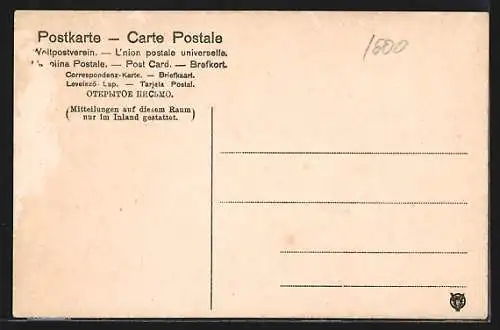 Postkarte — Carte Postale
Weltpostverein. — Union postale universelle.
Postale. — Post Card. — Brefkort.
Correspondenz-Karte. — Briefkaart.
Levelező Lap. — Tarjeta Postal.
ОТКРЫТОЕ ПИСЬМО.
(Mitteilungen auf diesem Raum
nur im Inland gestattet.)
1600